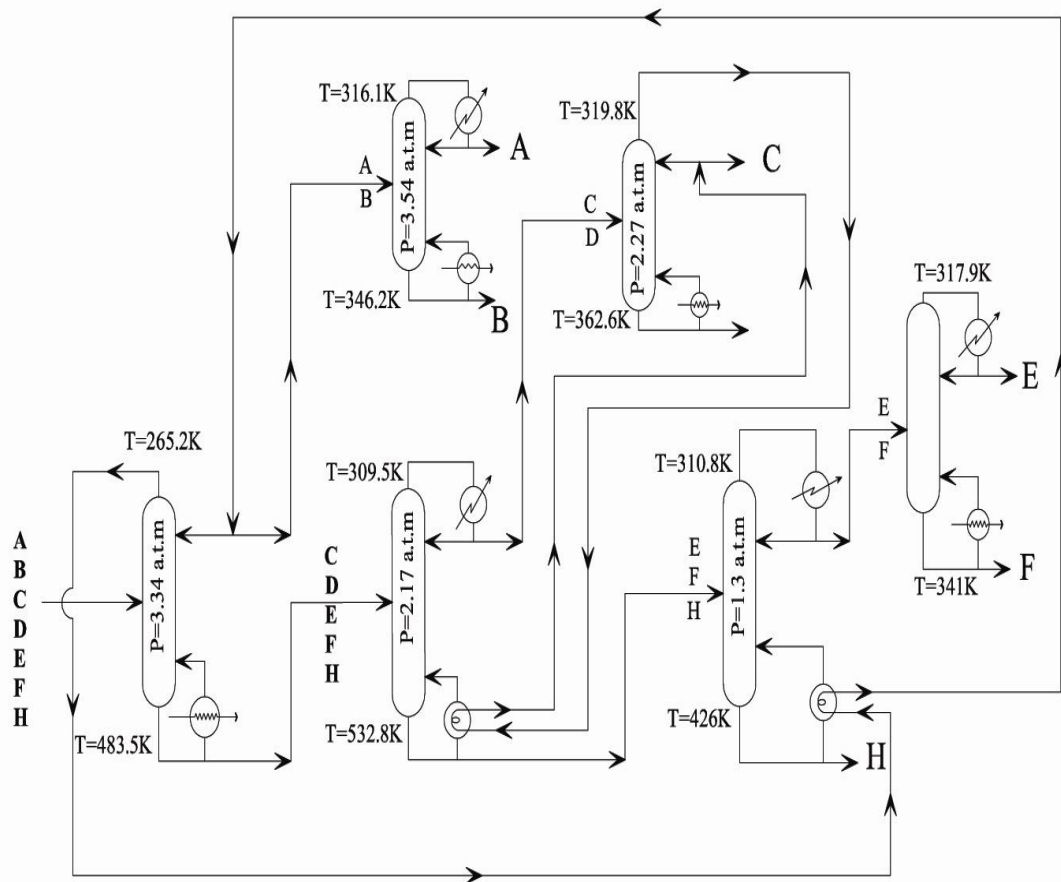 T=316.1K
A
B
P=3.54 a.t.m
A
T=346.2K
B
T=319.8K
C
D
P=2.27 a.t.m
C
T=362.6K
T=317.9K
E
F
E
T=341K
F
T=265.2K
A
B
C
D
E
F
H
P=3.34 a.t.m
T=483.5K
T=309.5K
C
D
E
F
H
P=2.17 a.t.m
T=532.8K
T=310.8K
E
F
H
P=1.3 a.t.m
T=426K
H